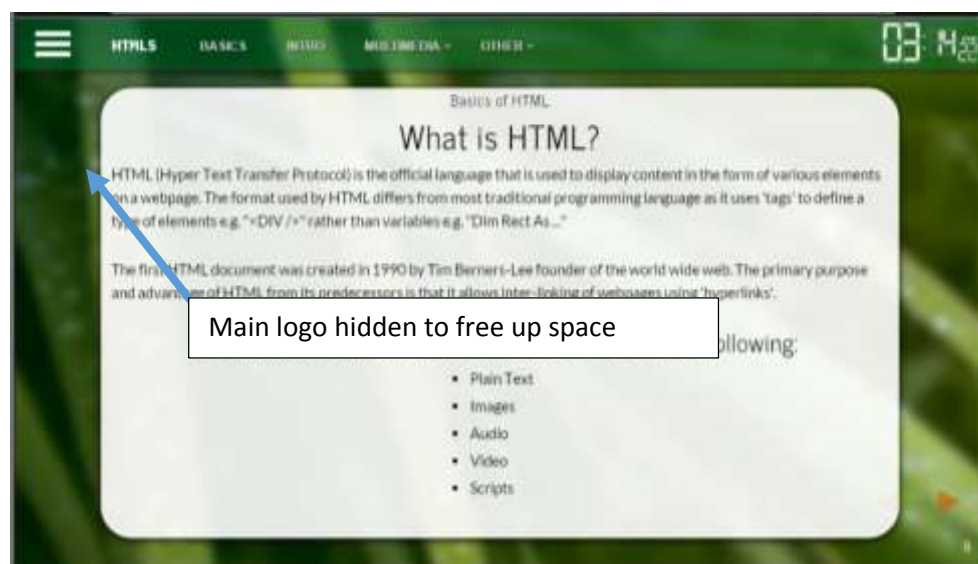 HTML5 BASICS INTRO MULTIMEDIA OTHER
03: 14 22
Basics of HTML
What is HTML?
HTML (Hyper Text Transfer Protocol) is the official language that is used to display content in the form of various elements
on a webpage. The format used by HTML differs from most traditional programming language as it uses 'tags' to define a
type of elements e.g. "<DIV />" rather than variables e.g. "Dim Rect As ..."
The first HTML document was created in 1990 by Tim Berners-Lee founder of the world wide web. The primary purpose
and advantage of HTML from its predecessors is that it allows inter-linking of webpages using 'hyperlinks'.
Main logo hidden to free up space
ollowing:
▪ Plain Text
▪ Images
▪ Audio
▪ Video
▪ Scripts